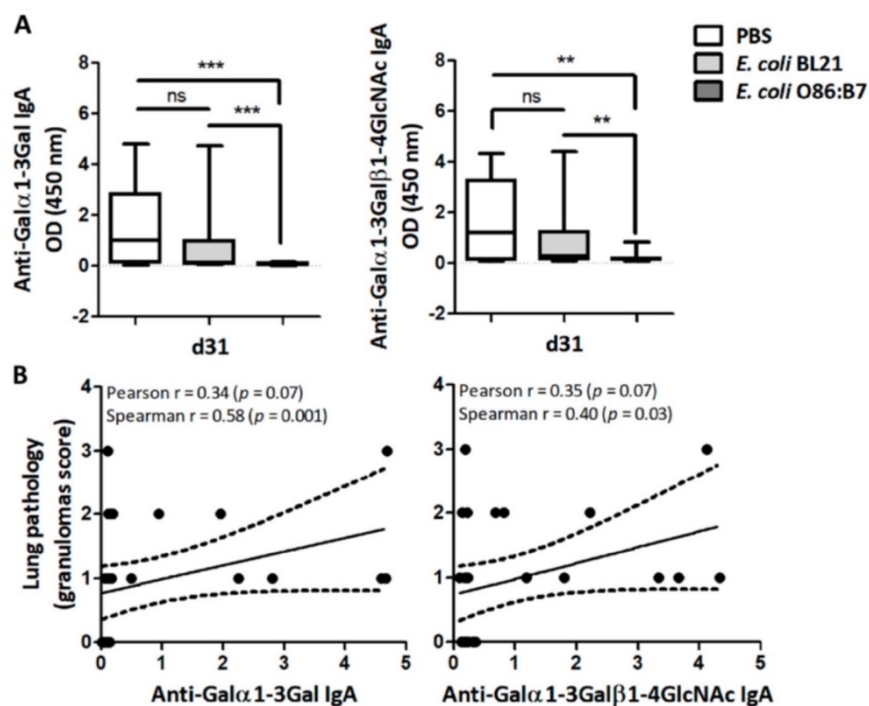 A
Anti-Galα1-3Gal IgA
OD (450 nm)
8
6
4
2
0
-2
***
ns
***
d31
Anti-Galα1-3Galβ1-4GlcNAc IgA
OD (450 nm)
8
6
4
2
0
-2
**
ns
**
d31
PBS
E. coli BL21
E. coli O86:B7
B
Lung pathology
(granulomas score)
4
3
2
1
0
Pearson r = 0.34 (p = 0.07)
Spearman r = 0.58 (p = 0.001)
0 1 2 3 4 5
Anti-Galα1-3Gal IgA
4
3
2
1
0
Pearson r = 0.35 (p = 0.07)
Spearman r = 0.40 (p = 0.03)
0 1 2 3 4 5
Anti-Galα1-3Galβ1-4GlcNAc IgA